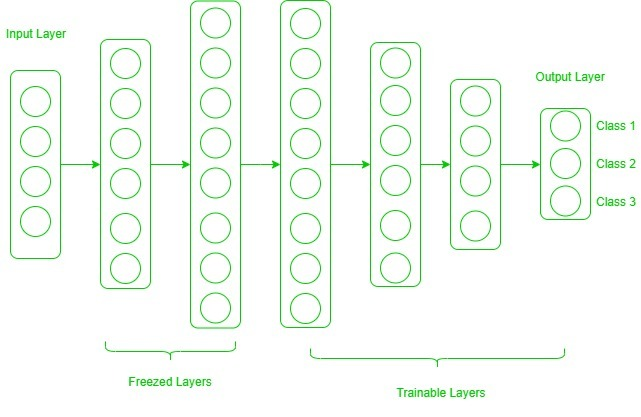 Input Layer
Output Layer
Class 1
Class 2
Class 3
Freezed Layers
Trainable Layers